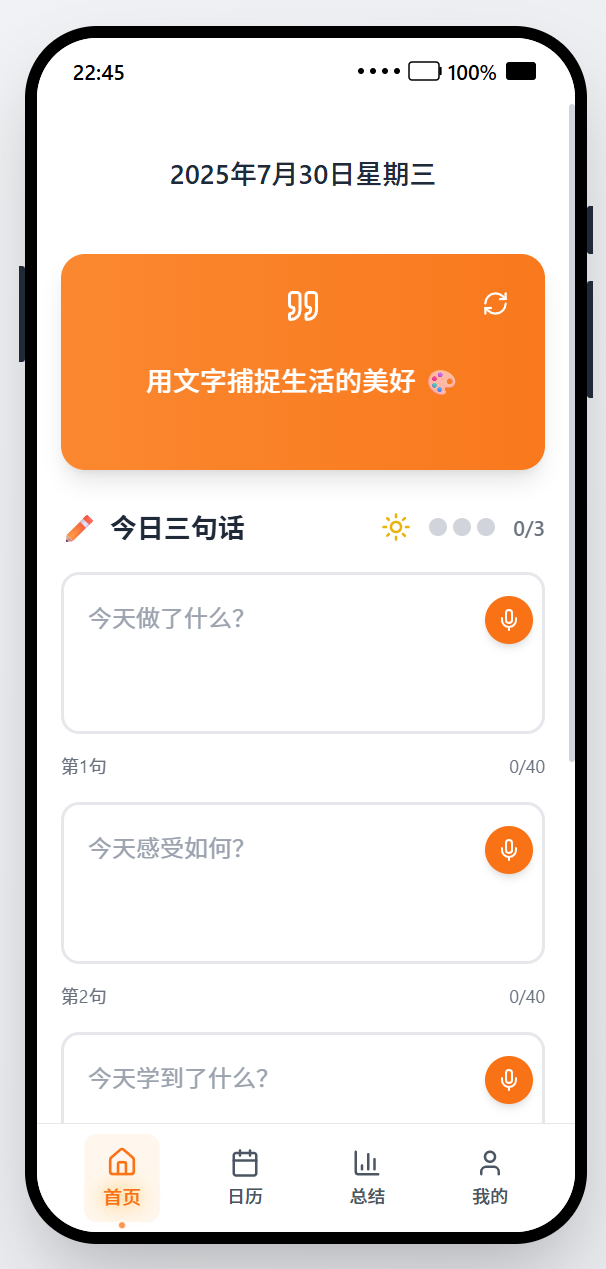 22:45 100%
2025年7月30日星期三
用文字捕捉生活的美好 🎨
今日三句话 0/3
今天做了什么？
第1句 0/40
今天感受如何？
第2句 0/40
今天学到了什么？
首页 日历 总结 我的